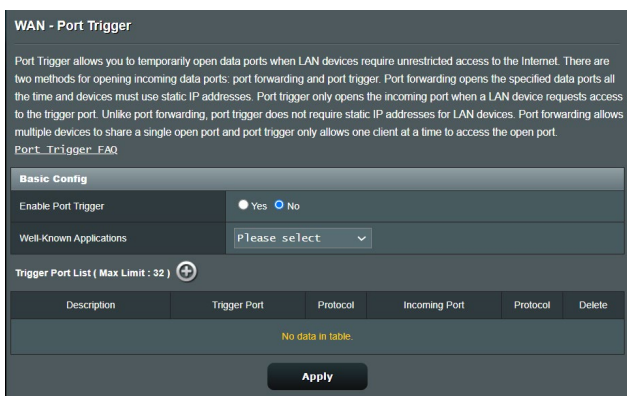 WAN - Port Trigger
Port Trigger allows you to temporarily open data ports when LAN devices require unrestricted access to the Internet. There are
two methods for opening incoming data ports: port forwarding and port trigger. Port forwarding opens the specified data ports all
the time and devices must use static IP addresses. Port trigger only opens the incoming port when a LAN device requests access
to the trigger port. Unlike port forwarding, port trigger does not require static IP addresses for LAN devices. Port forwarding allows
multiple devices to share a single open port and port trigger only allows one client at a time to access the open port.
Port Trigger FAQ
Basic Config
Enable Port Trigger Yes No
Well-Known Applications Please select
Trigger Port List ( Max Limit : 32 )
Description Trigger Port Protocol Incoming Port Protocol Delete
No data in table.
Apply